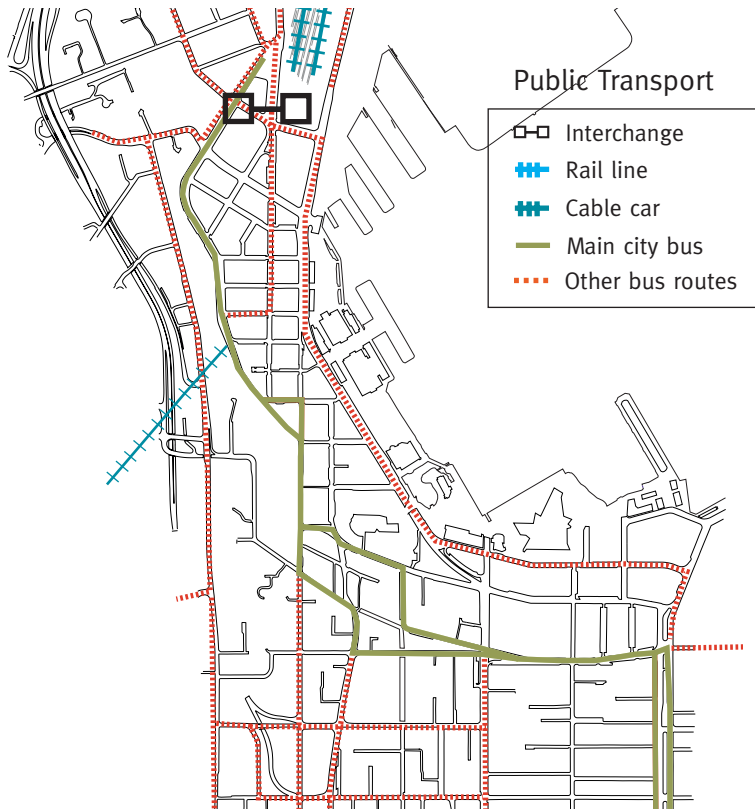 Public Transport
Interchange
Rail line
Cable car
Main city bus
Other bus routes